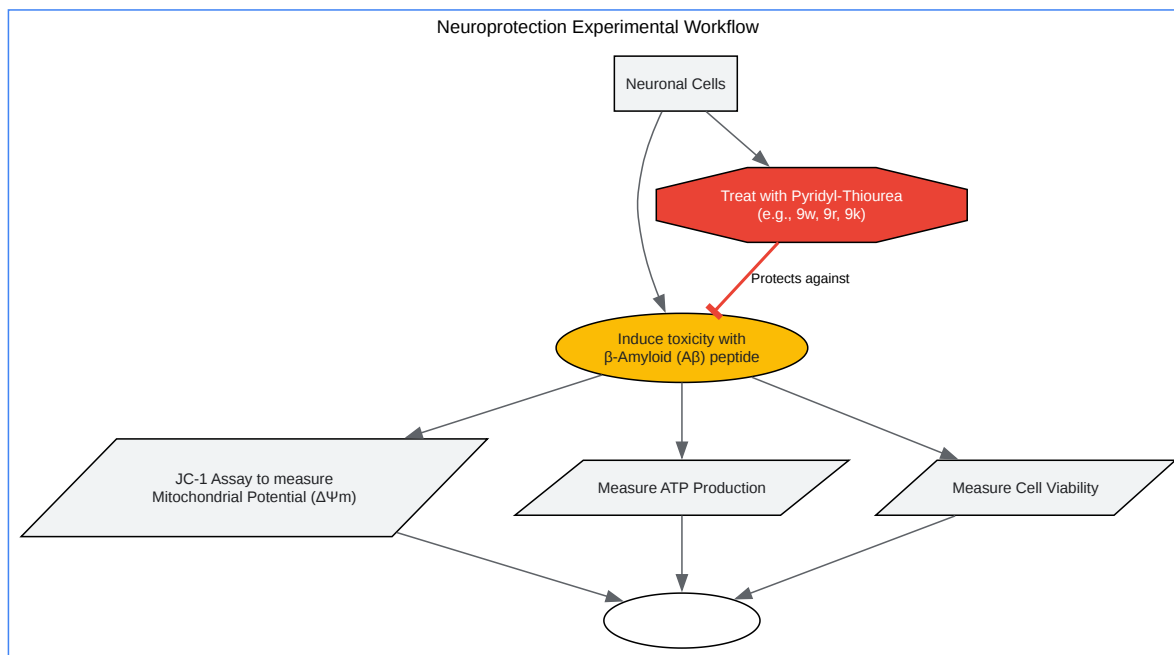 Neuroprotection Experimental Workflow
Neuronal Cells
Treat with Pyridyl-Thiourea
(e.g., 9w, 9r, 9k)
Protects against
Induce toxicity with
β-Amyloid (Aβ) peptide
JC-1 Assay to measure
Mitochondrial Potential (ΔΨm)
Measure ATP Production
Measure Cell Viability